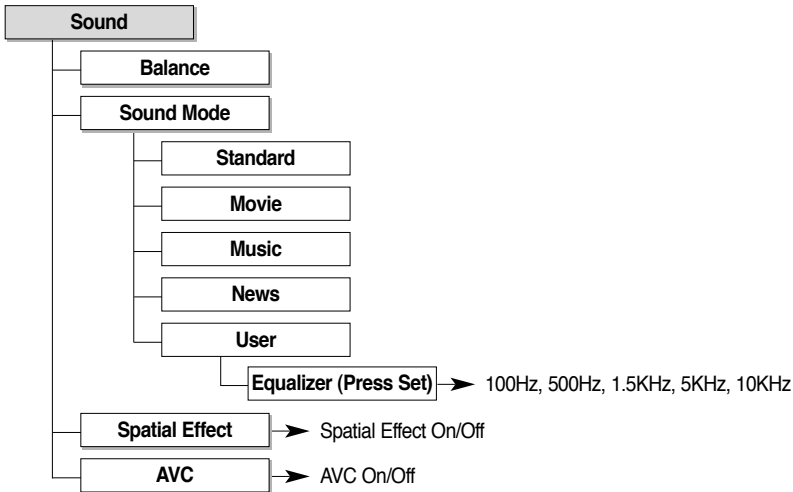 Sound
Balance
Sound Mode
Standard
Movie
Music
News
User
Equalizer (Press Set) 100Hz, 500Hz, 1.5KHz, 5KHz, 10KHz
Spatial Effect Spatial Effect On/Off
AVC AVC On/Off